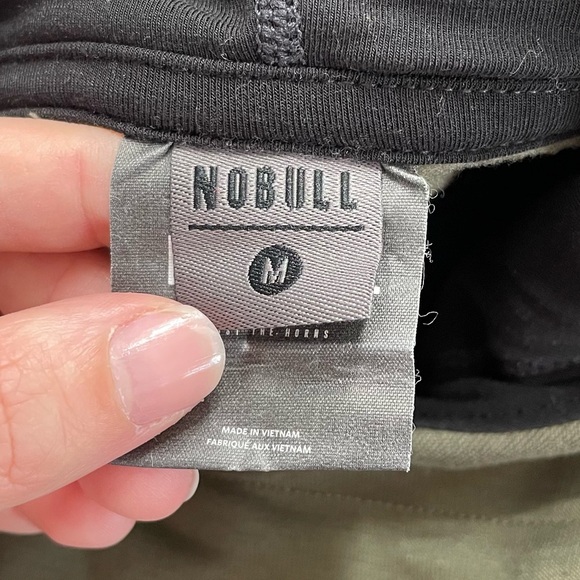 NOBULL
M
THE HORNS
MADE IN VIETNAM
FABRIQUÉ AUX VIETNAM